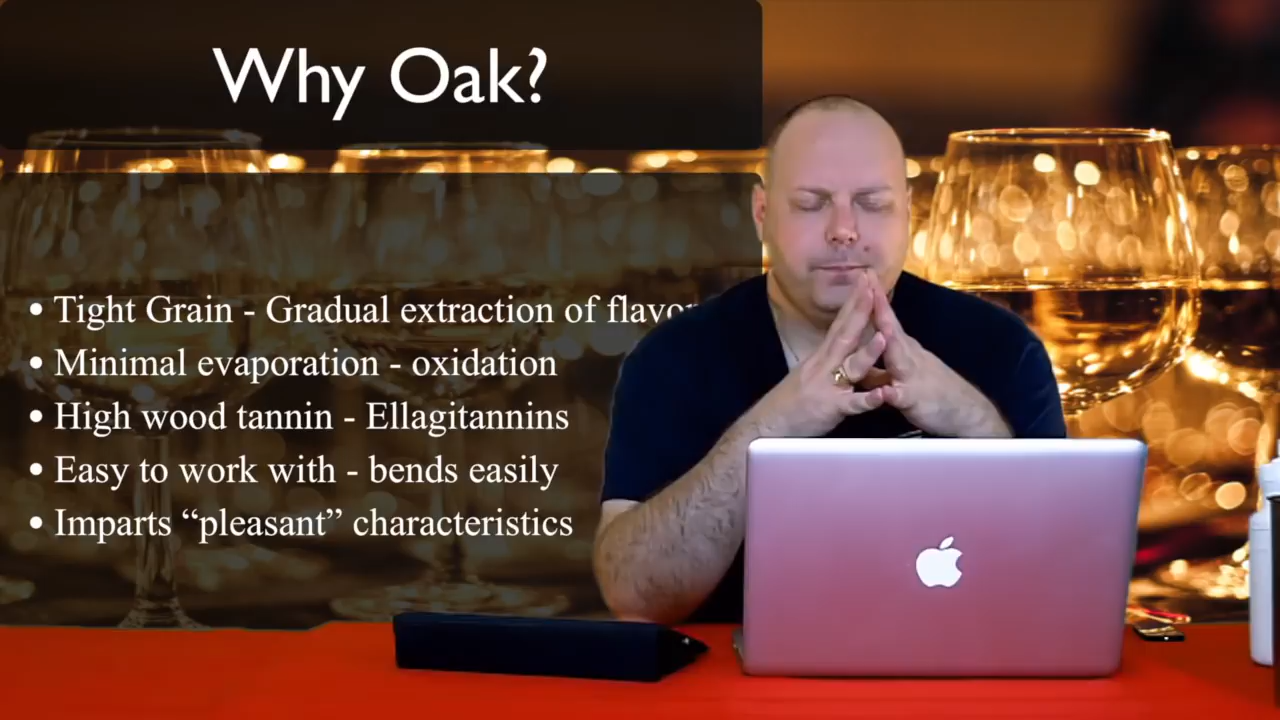 Why Oak?
• Tight Grain - Gradual extraction of
• Minimal evaporation - oxidation
• High wood tannin - Ellagitannins
• Easy to work with - bends easily
• Imparts “pleasant” characteristics